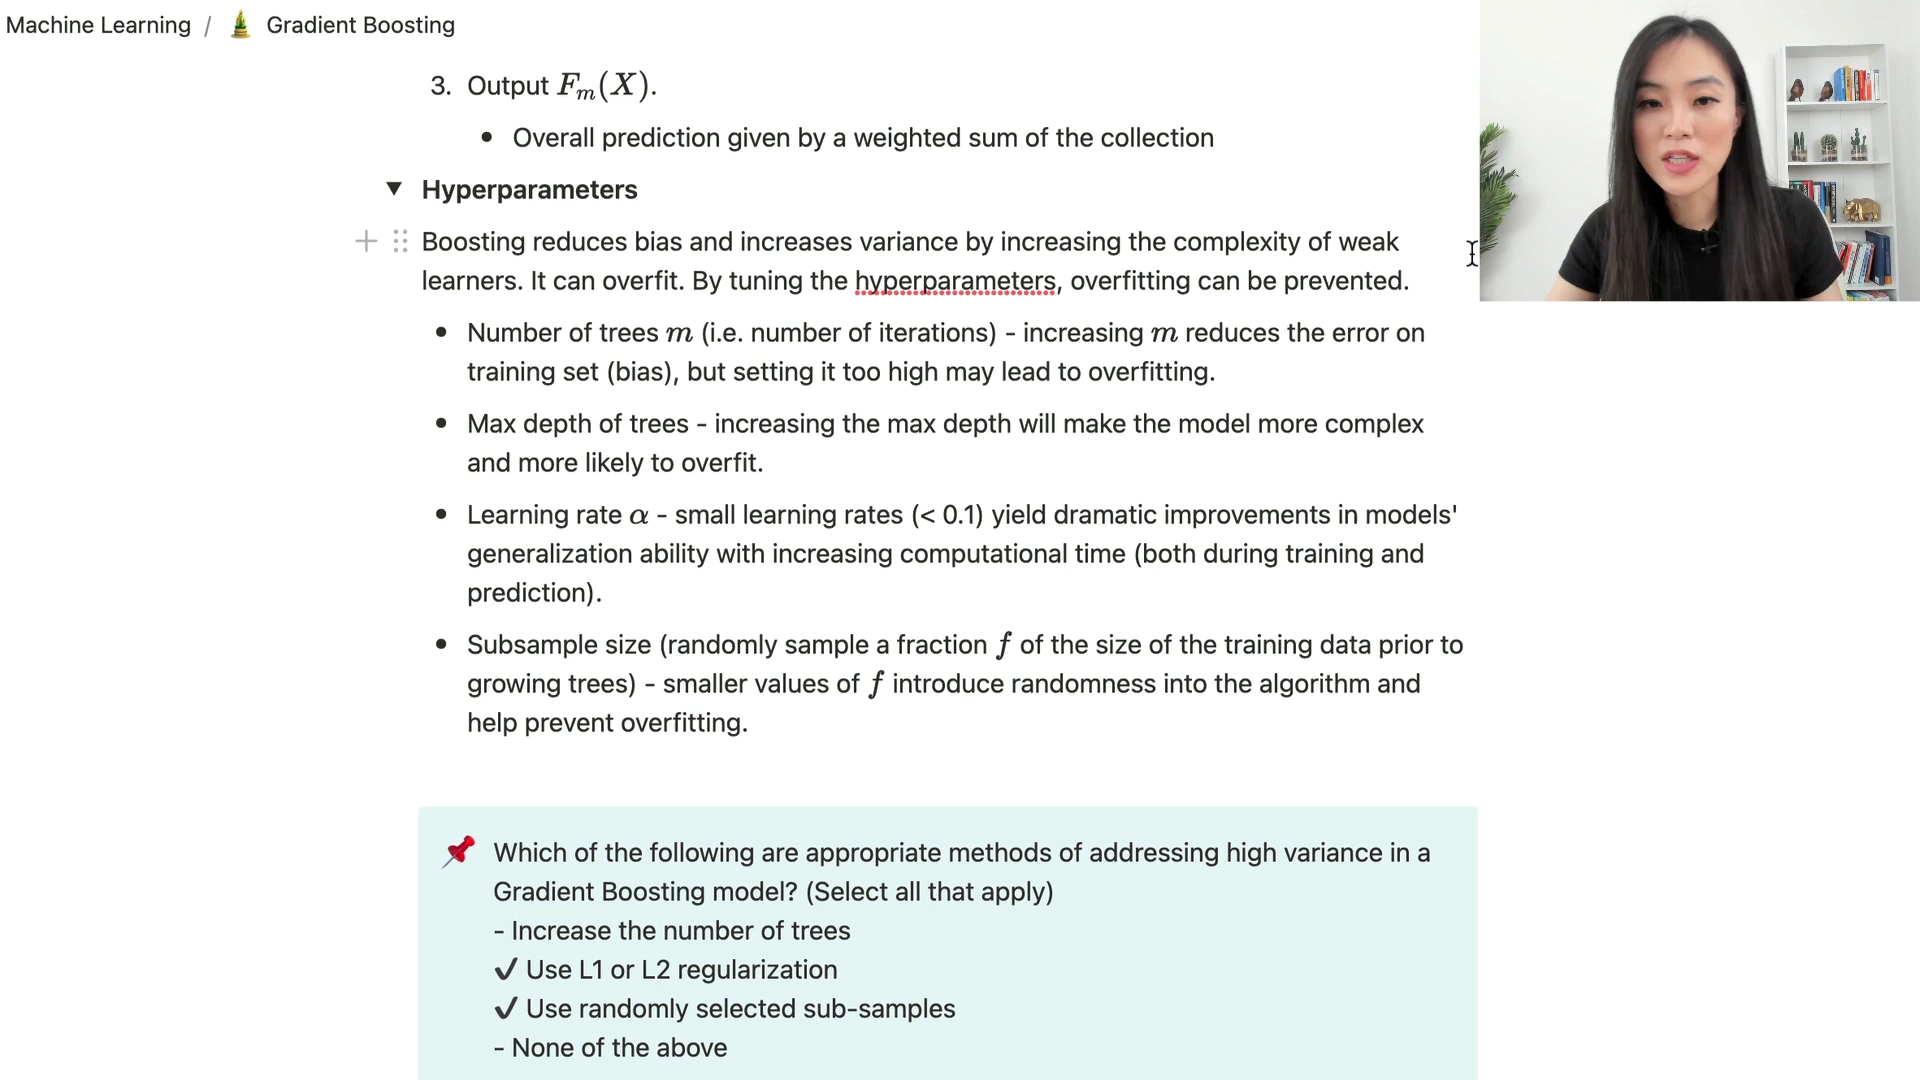 Machine Learning / Gradient Boosting
3. Output Fm(X).
• Overall prediction given by a weighted sum of the collection
▼ Hyperparameters
Boosting reduces bias and increases variance by increasing the complexity of weak
learners. It can overfit. By tuning the hyperparameters, overfitting can be prevented.
• Number of trees m (i.e. number of iterations) - increasing m reduces the error on
training set (bias), but setting it too high may lead to overfitting.
• Max depth of trees - increasing the max depth will make the model more complex
and more likely to overfit.
• Learning rate α - small learning rates (< 0.1) yield dramatic improvements in models'
generalization ability with increasing computational time (both during training and
prediction).
• Subsample size (randomly sample a fraction f of the size of the training data prior to
growing trees) - smaller values of f introduce randomness into the algorithm and
help prevent overfitting.
Which of the following are appropriate methods of addressing high variance in a
Gradient Boosting model? (Select all that apply)
- Increase the number of trees
✓ Use L1 or L2 regularization
✓ Use randomly selected sub-samples
- None of the above